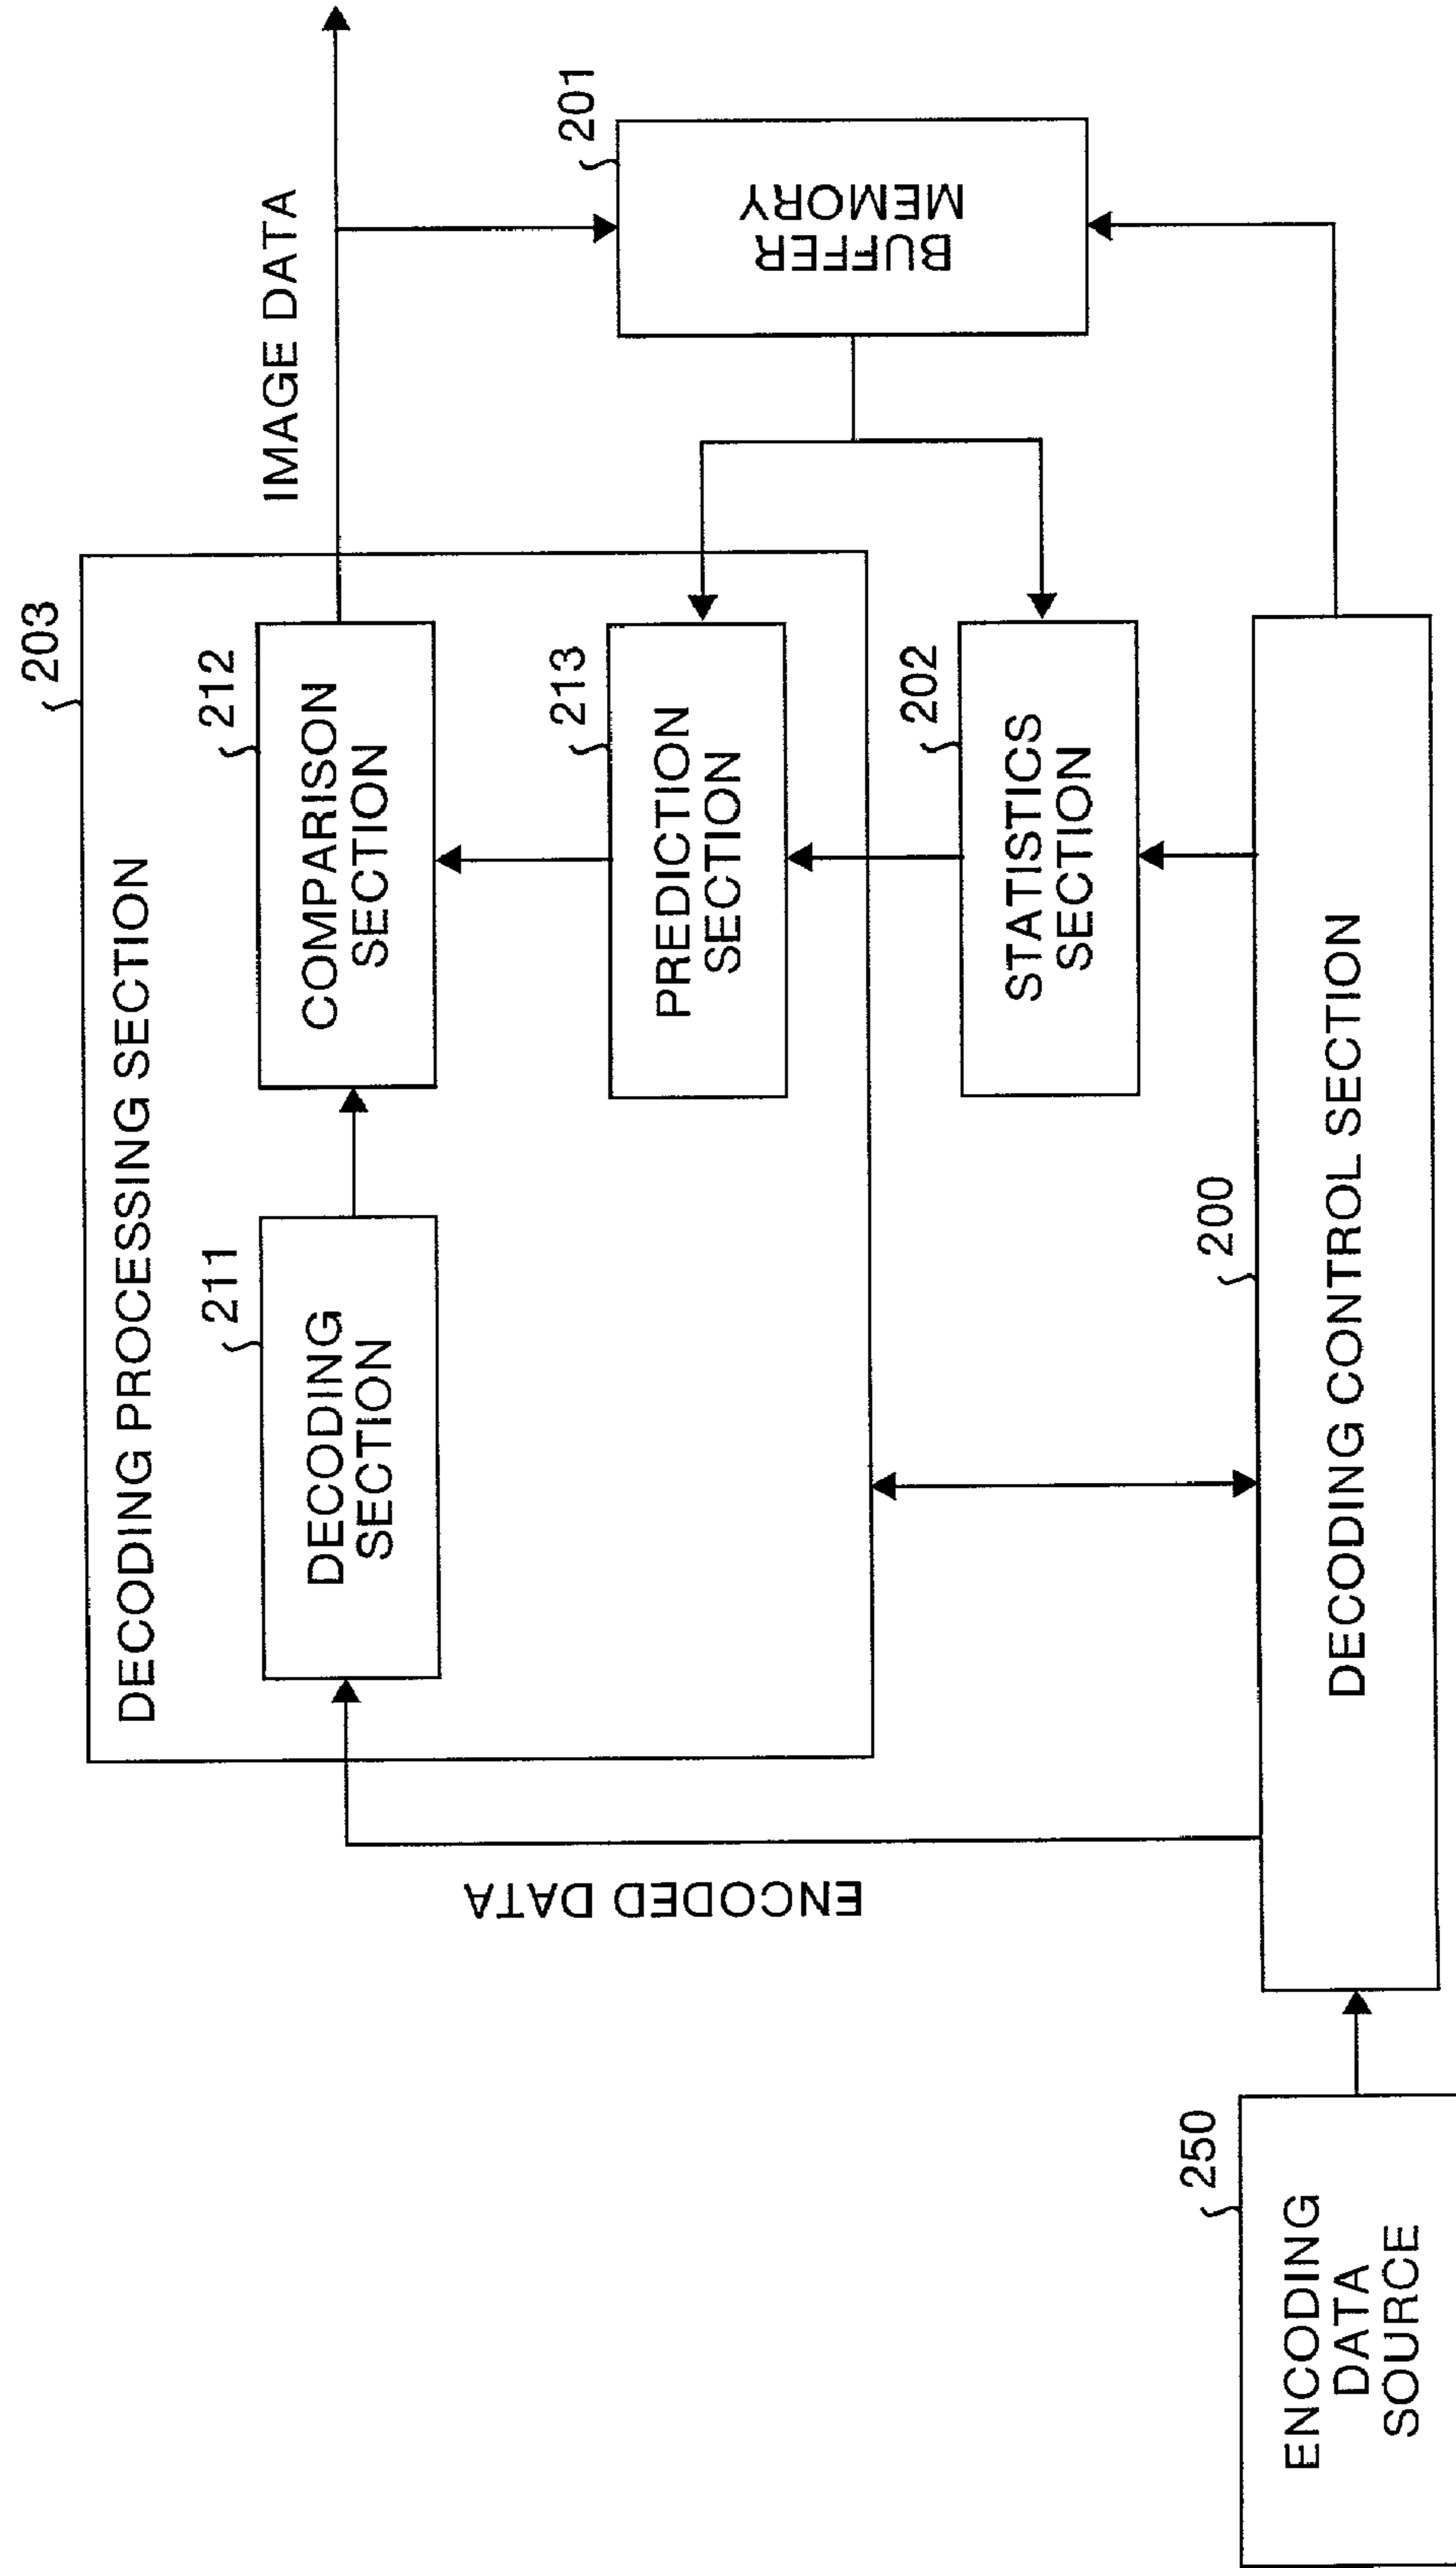 203
DECODING PROCESSING SECTION
211
DECODING
SECTION
212
COMPARISON
SECTION
IMAGE DATA
213
PREDICTION
SECTION
201
BUFFER
MEMORY
ENCODED DATA
202
STATISTICS
SECTION
200
DECODING CONTROL SECTION
250
ENCODING
DATA
SOURCE